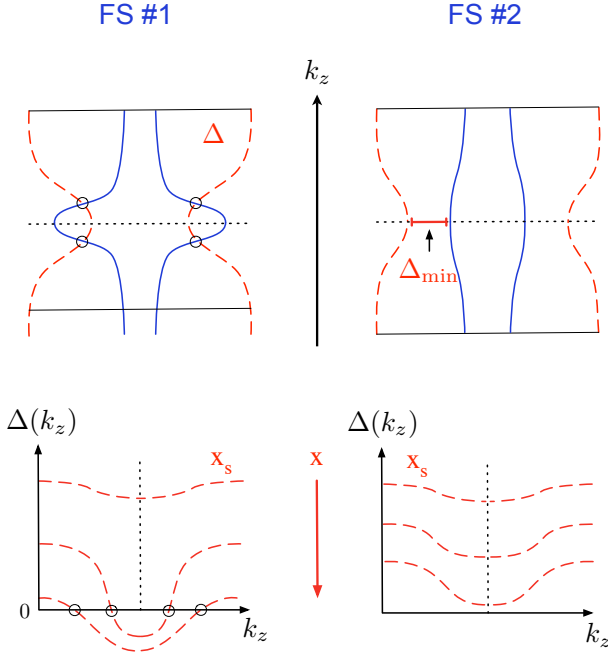 FS #1
FS #2
k_z
Δ
Δ_min
Δ(k_z)
x_s
x
Δ(k_z)
x_s
0
k_z
k_z